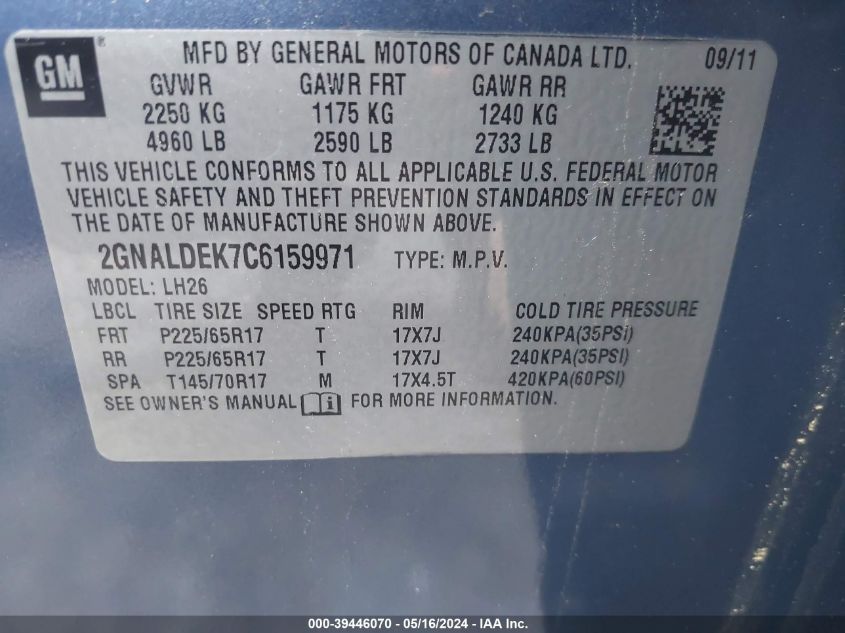 GM ® MFD BY GENERAL MOTORS OF CANADA LTD. 09/11
GVWR GAWR FRT GAWR RR
2250 KG 1175 KG 1240 KG
4960 LB 2590 LB 2733 LB
THIS VEHICLE CONFORMS TO ALL APPLICABLE U.S. FEDERAL MOTOR
VEHICLE SAFETY AND THEFT PREVENTION STANDARDS IN EFFECT ON
THE DATE OF MANUFACTURE SHOWN ABOVE.
2GNALDEK7C6159971 TYPE: M.P.V.
MODEL: LH26
LBCL TIRE SIZE SPEED RTG RIM COLD TIRE PRESSURE
FRT P225/65R17 T 17X7J 240KPA(35PSI)
RR P225/65R17 T 17X7J 240KPA(35PSI)
SPA T145/70R17 M 17X4.5T 420KPA(60PSI)
SEE OWNER'S MANUAL i FOR MORE INFORMATION.
000-39446070 - 05/16/2024 - IAA Inc.